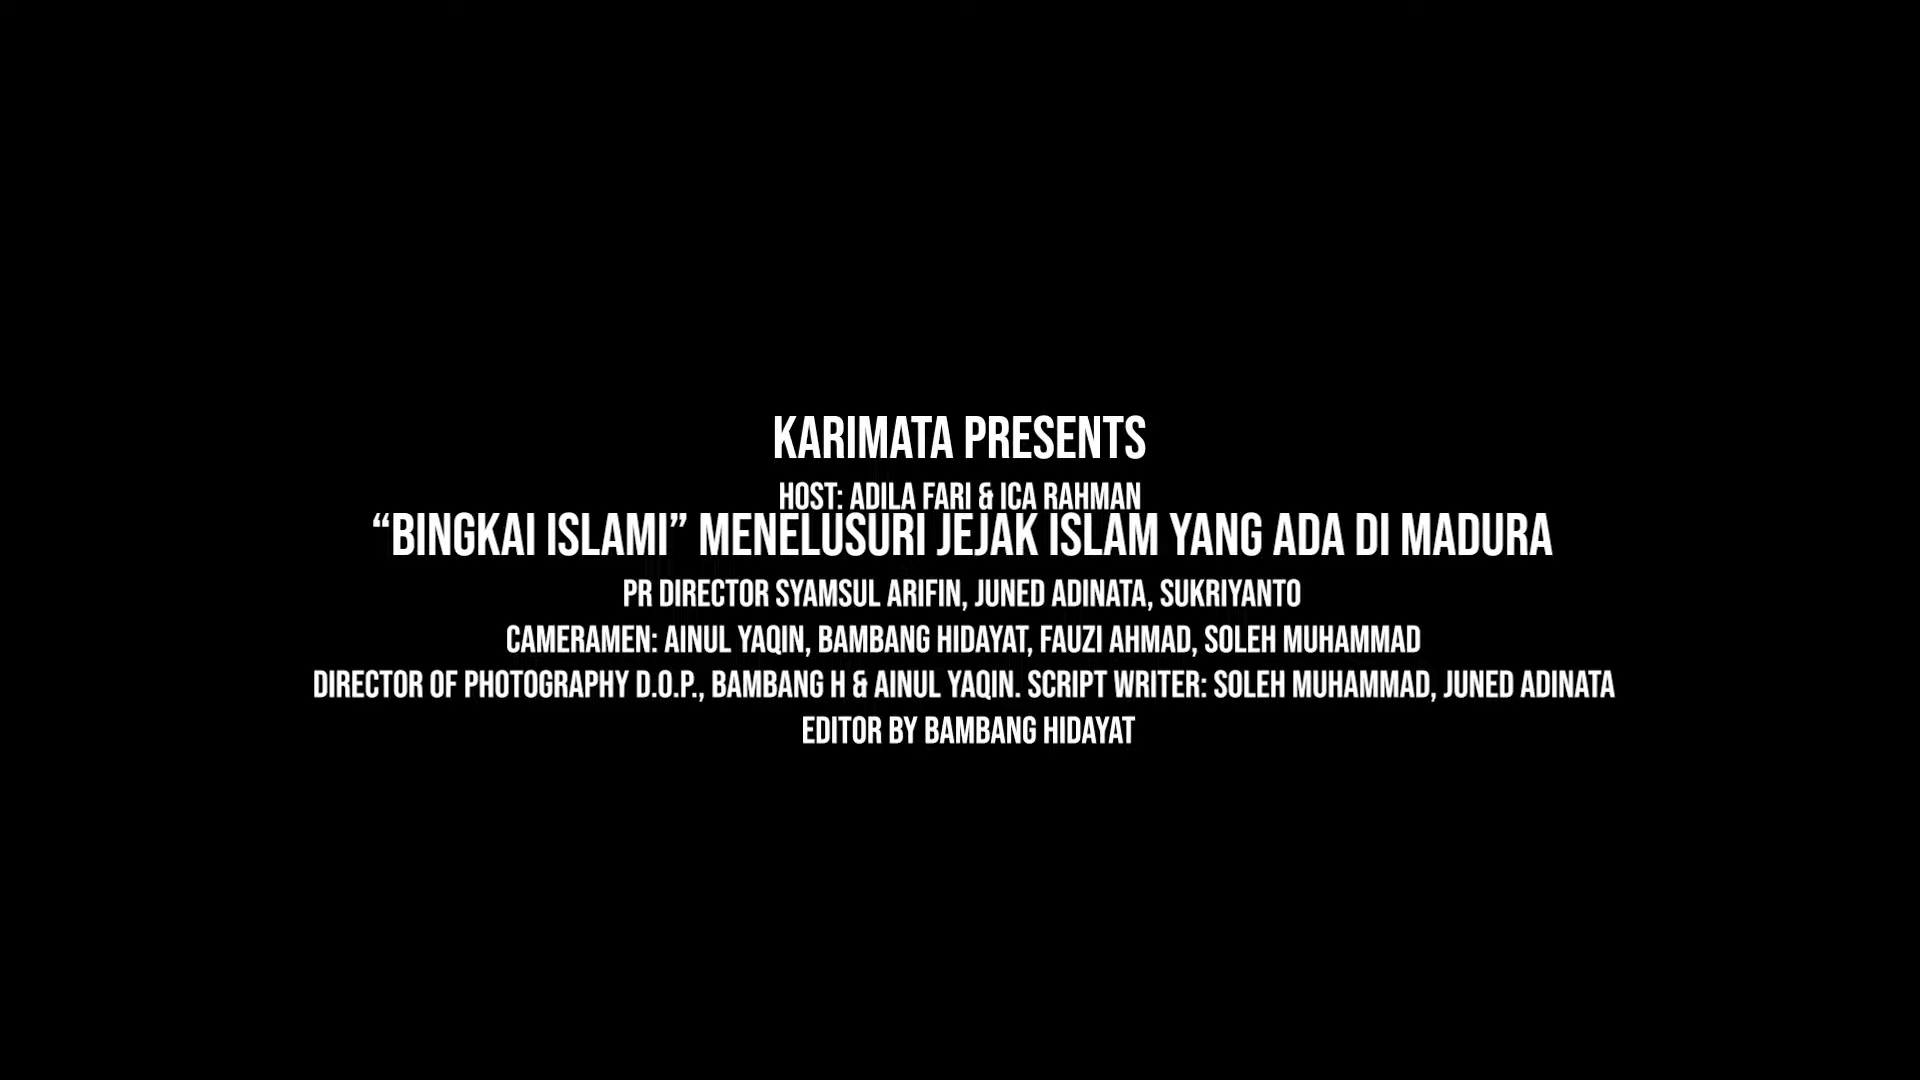 KARIMATA PRESENTS
HOST: ADILA FARI & ICA RAHMAN
“BINGKAI ISLAMI” MENELUSURI JEJAK ISLAM YANG ADA DI MADURA
PR DIRECTOR SYAMSUL ARIFIN, JUNED ADINATA, SUKRIYANTO
CAMERAMEN: AINUL YAQIN, BAMBANG HIDAYAT, FAUZI AHMAD, SOLEH MUHAMMAD
DIRECTOR OF PHOTOGRAPHY D.O.P., BAMBANG H & AINUL YAQIN. SCRIPT WRITER: SOLEH MUHAMMAD, JUNED ADINATA
EDITOR BY BAMBANG HIDAYAT